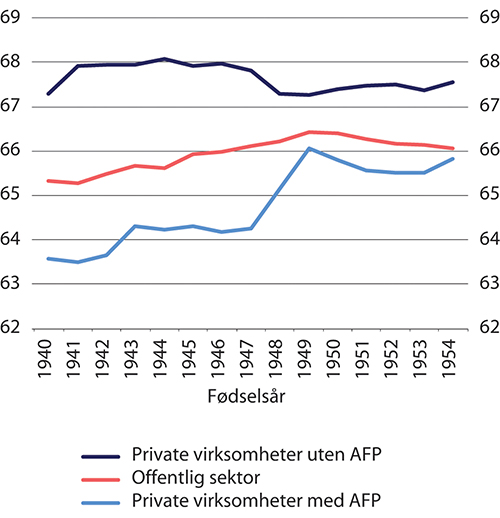 69 69
68 68
67 67
66 66
65 65
64 64
63 63
62 62
1940 1941 1942 1943 1944 1945 1946 1947 1948 1949 1950 1951 1952 1953 1954
Fødselsår
Private virksomheter uten AFP
Offentlig sektor
Private virksomheter med AFP